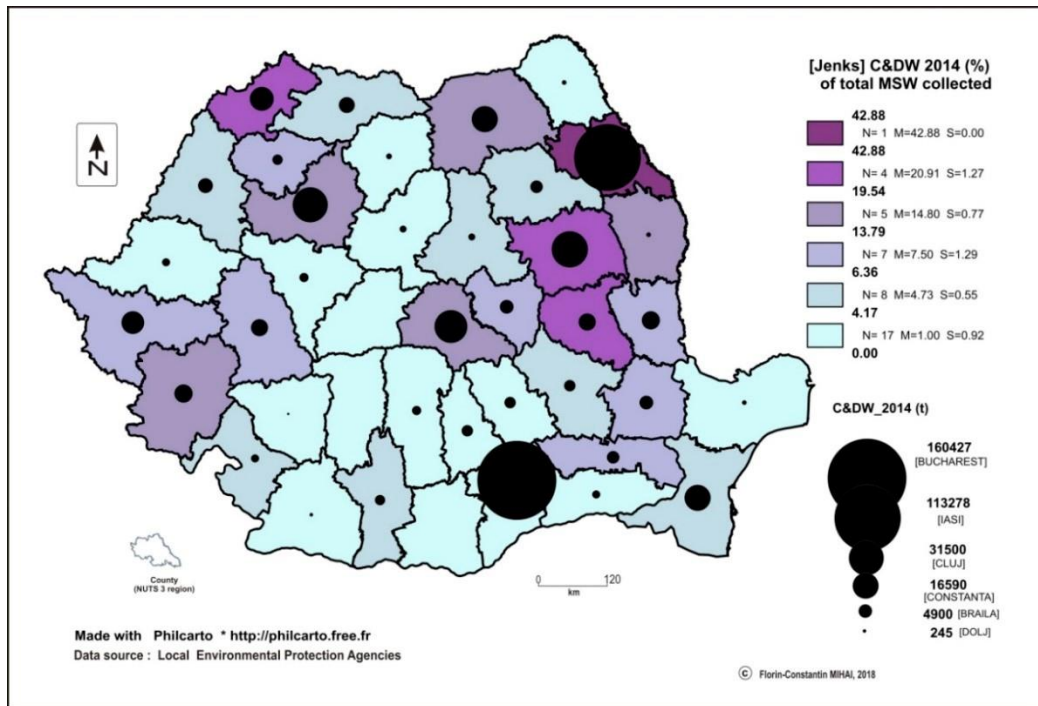 [Jenks] C&DW 2014 (%)
of total MSW collected
42.88
N= 1 M=42.88 S=0.00
42.88
N= 4 M=20.91 S=1.27
19.54
N= 5 M=14.80 S=0.77
13.79
N= 7 M=7.50 S=1.29
6.36
N= 8 M=4.73 S=0.55
4.17
N= 17 M=1.00 S=0.92
0.00
C&DW_2014 (t)
160427
[BUCHAREST]
113278
[IASI]
31500
[CLUJ]
16590
[CONSTANTA]
4900 [BRAILA]
245 [DOLJ]
N
County
(NUTS 3 region)
0 120
km
Made with Philcarto * http://philcarto.free.fr
Data source : Local Environmental Protection Agencies
© Florin-Constantin MIHAI, 2018